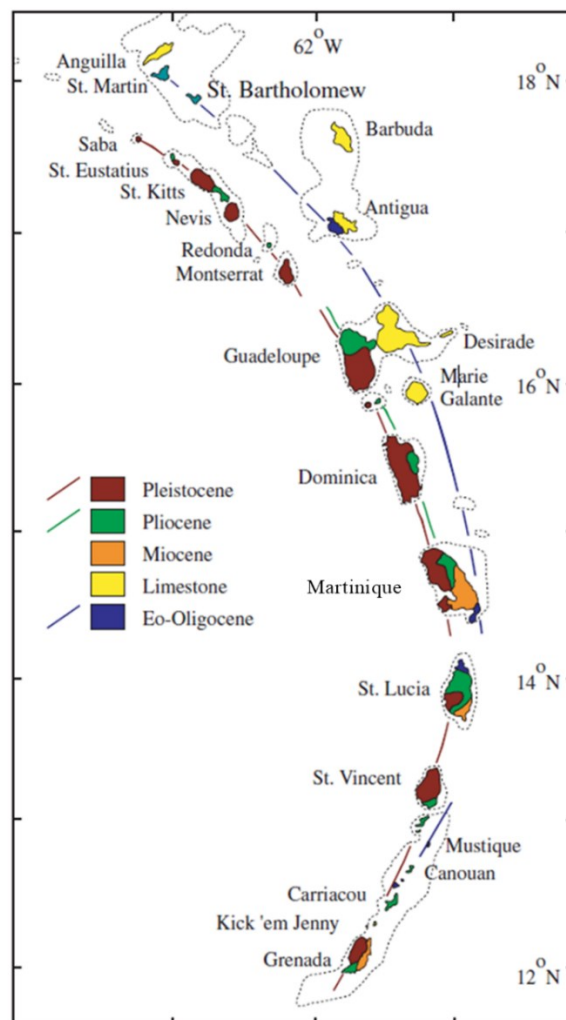 62°W
18°N
Anguilla
St. Martin
St. Bartholomew
Barbuda
Saba
St. Eustatius
St. Kitts
Nevis
Antigua
Redonda
Montserrat
Guadeloupe
Desirade
Marie
Galante
16°N
Dominica
Pleistocene
Pliocene
Miocene
Limestone
Eo-Oligocene
Martinique
St. Lucia
14°N
St. Vincent
Mustique
Canouan
Carriacou
Kick 'em Jenny
Grenada
12°N